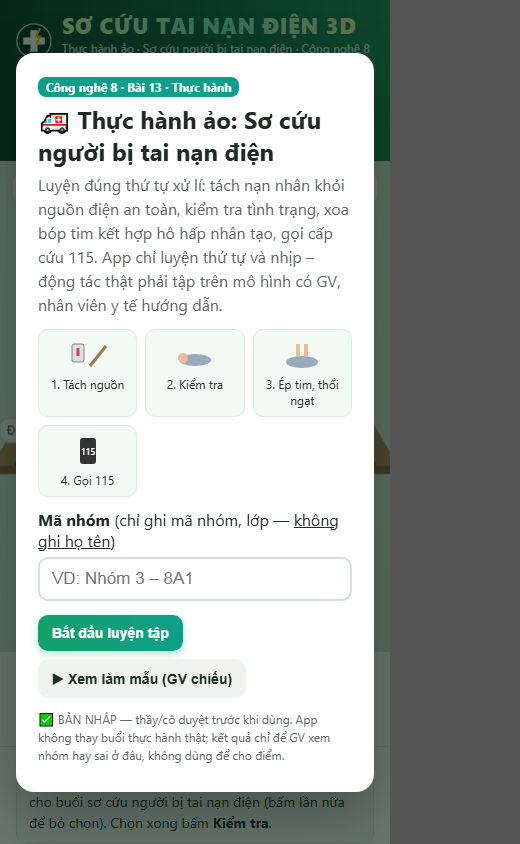 SƠ CỨU TAI NẠN ĐIỆN 3D
Thực hành ảo · Sơ cứu người bị tai nạn điện · Công nghệ 8
Công nghệ 8 · Bài 13 · Thực hành
🚑 Thực hành ảo: Sơ cứu
người bị tai nạn điện
Luyện đúng thứ tự xử lí: tách nạn nhân khỏi
nguồn điện an toàn, kiểm tra tình trạng, xoa
bóp tim kết hợp hô hấp nhân tạo, gọi cấp
cứu 115. App chỉ luyện thứ tự và nhịp –
động tác thật phải tập trên mô hình có GV,
nhân viên y tế hướng dẫn.
1. Tách nguồn
2. Kiểm tra
3. Ép tim, thổi
ngạt
115
4. Gọi 115
Mã nhóm (chỉ ghi mã nhóm, lớp — không
ghi họ tên)
VD: Nhóm 3 – 8A1
Bắt đầu luyện tập
▶ Xem làm mẫu (GV chiếu)
✅ BẢN NHÁP — thầy/cô duyệt trước khi dùng. App
không thay buổi thực hành thật; kết quả chỉ để GV xem
nhóm hay sai ở đâu, không dùng để cho điểm.
cho buổi sơ cứu người bị tai nạn điện (bấm lần nữa
để bỏ chọn). Chọn xong bấm Kiểm tra.